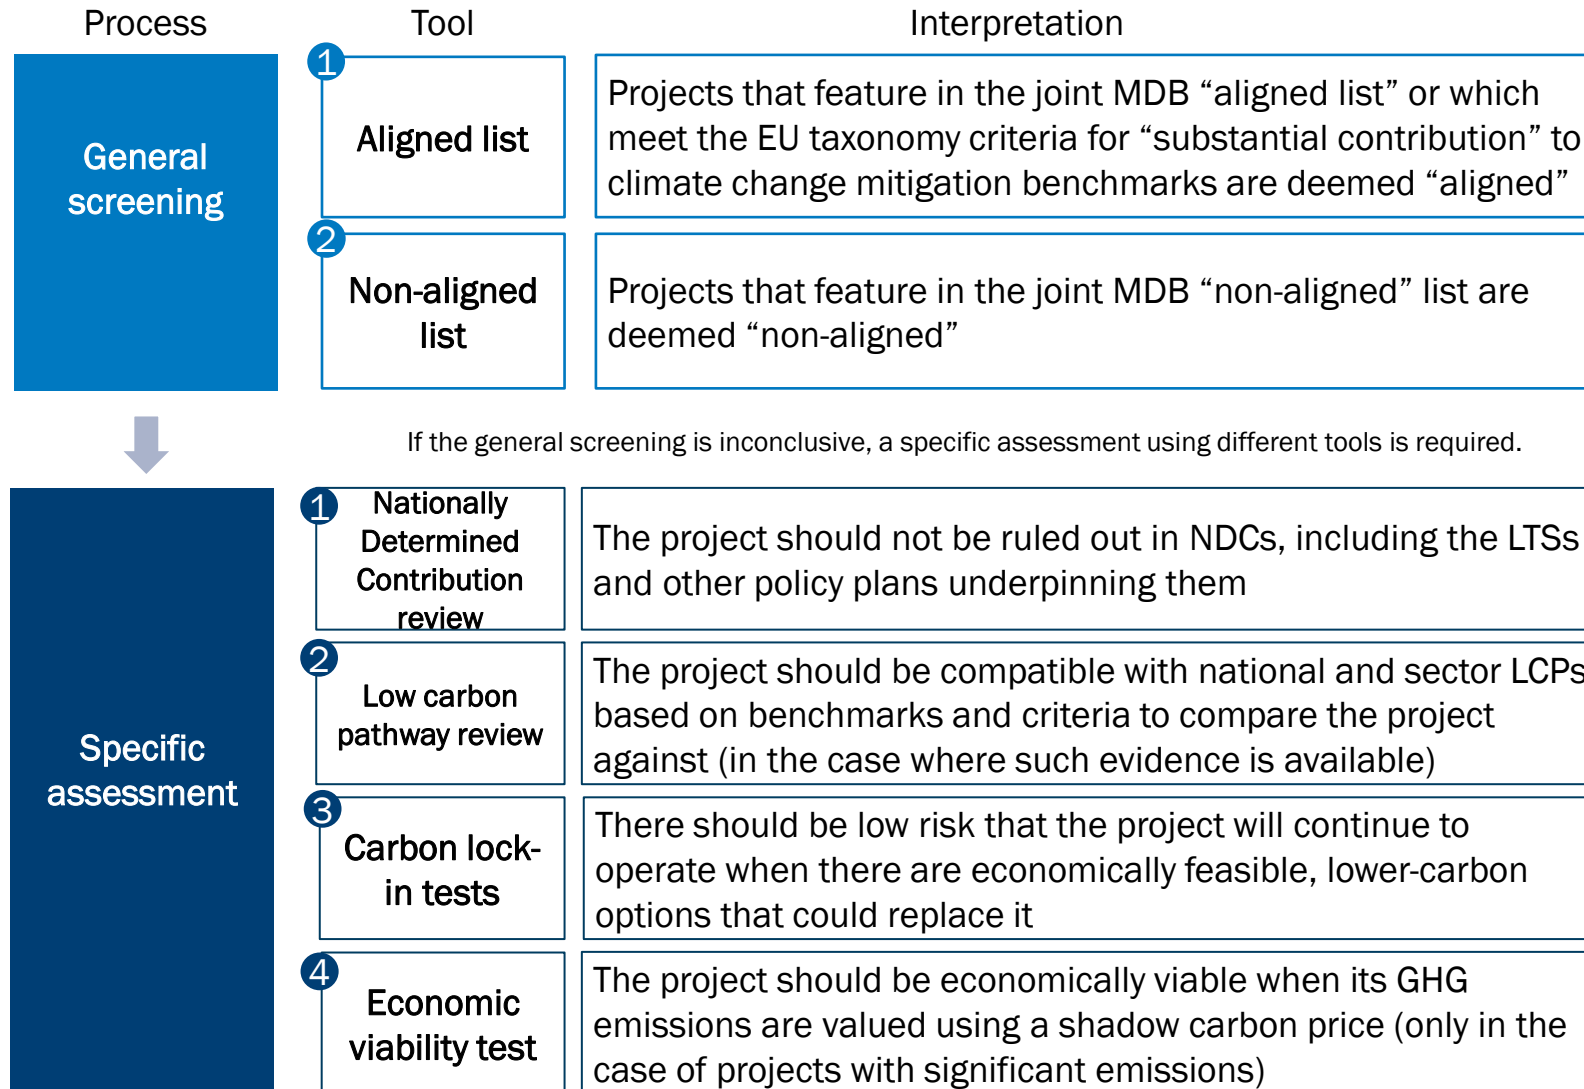 Process
Tool
Interpretation
General
screening
1
Aligned list
Projects that feature in the joint MDB “aligned list” or which
meet the EU taxonomy criteria for “substantial contribution” to
climate change mitigation benchmarks are deemed “aligned”
2
Non-aligned
list
Projects that feature in the joint MDB “non-aligned” list are
deemed “non-aligned”
If the general screening is inconclusive, a specific assessment using different tools is required.
Specific
assessment
1
Nationally
Determined
Contribution
review
The project should not be ruled out in NDCs, including the LTSs
and other policy plans underpinning them
2
Low carbon
pathway review
The project should be compatible with national and sector LCPs
based on benchmarks and criteria to compare the project
against (in the case where such evidence is available)
3
Carbon lock-
in tests
There should be low risk that the project will continue to
operate when there are economically feasible, lower-carbon
options that could replace it
4
Economic
viability test
The project should be economically viable when its GHG
emissions are valued using a shadow carbon price (only in the
case of projects with significant emissions)